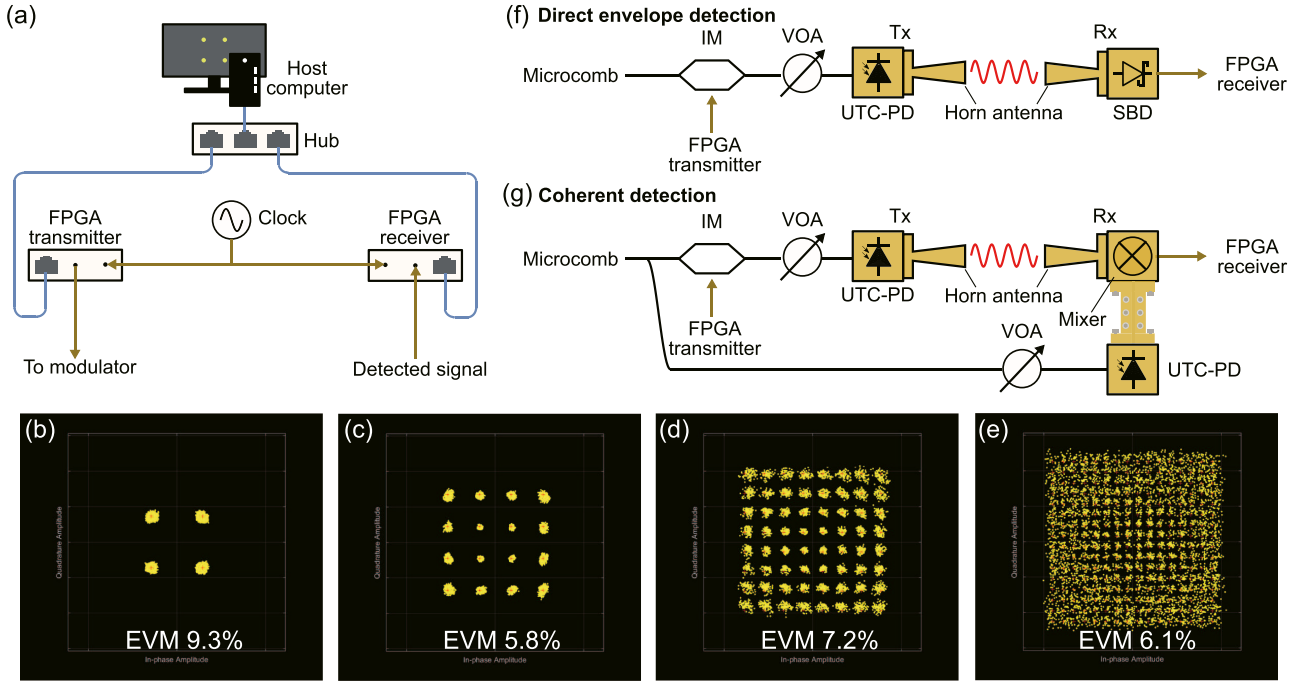 (a)
Host
computer
Hub
FPGA
transmitter
Clock
FPGA
receiver
To modulator
Detected signal
(f) Direct envelope detection
Microcomb
IM
VOA
Tx
UTC-PD
Horn antenna
Rx
SBD
FPGA
receiver
FPGA
transmitter
(g) Coherent detection
Microcomb
IM
VOA
Tx
UTC-PD
Horn antenna
Rx
Mixer
FPGA
receiver
FPGA
transmitter
VOA
UTC-PD
(b)
Quadrature Amplitude
EVM 9.3%
In-phase Amplitude
(c)
Quadrature Amplitude
EVM 5.8%
In-phase Amplitude
(d)
Quadrature Amplitude
EVM 7.2%
In-phase Amplitude
(e)
Quadrature Amplitude
EVM 6.1%
In-phase Amplitude